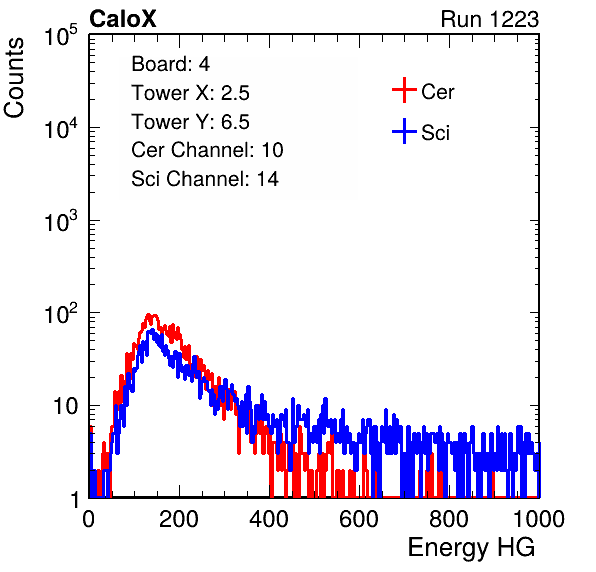 CaloX Run 1223
Counts
10^5
10^4
10^3
10^2
10
1
Board: 4
Tower X: 2.5
Tower Y: 6.5
Cer Channel: 10
Sci Channel: 14
Cer
Sci
0 200 400 600 800 1000
Energy HG